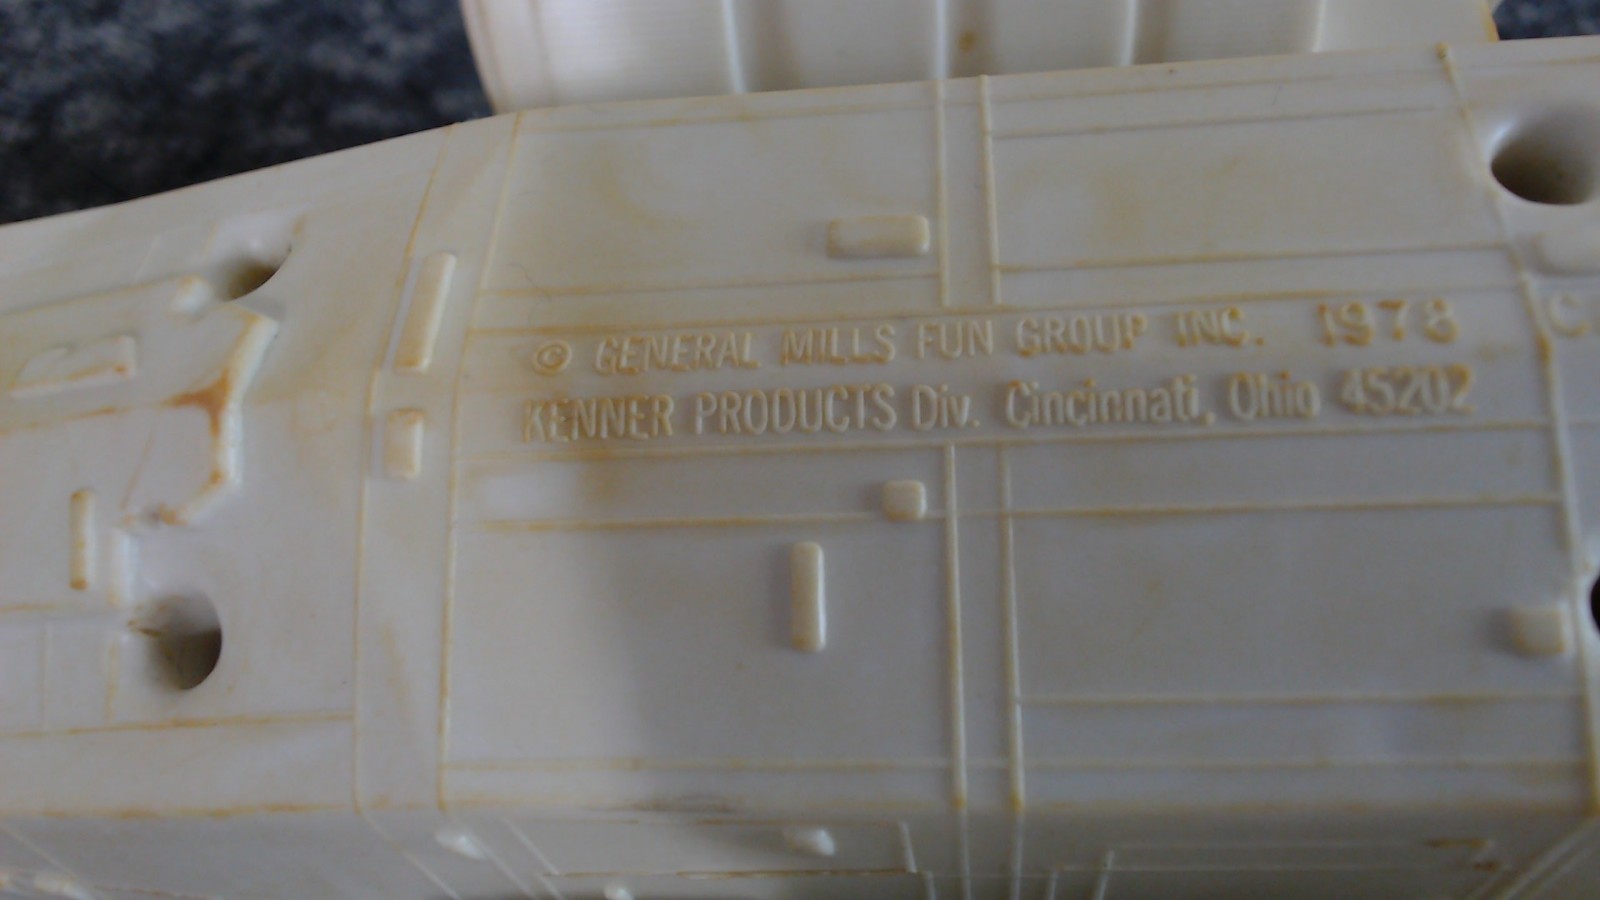 © GENERAL MILLS FUN GROUP INC. 1978
KENNER PRODUCTS Div. Cincinnati, Ohio 45202